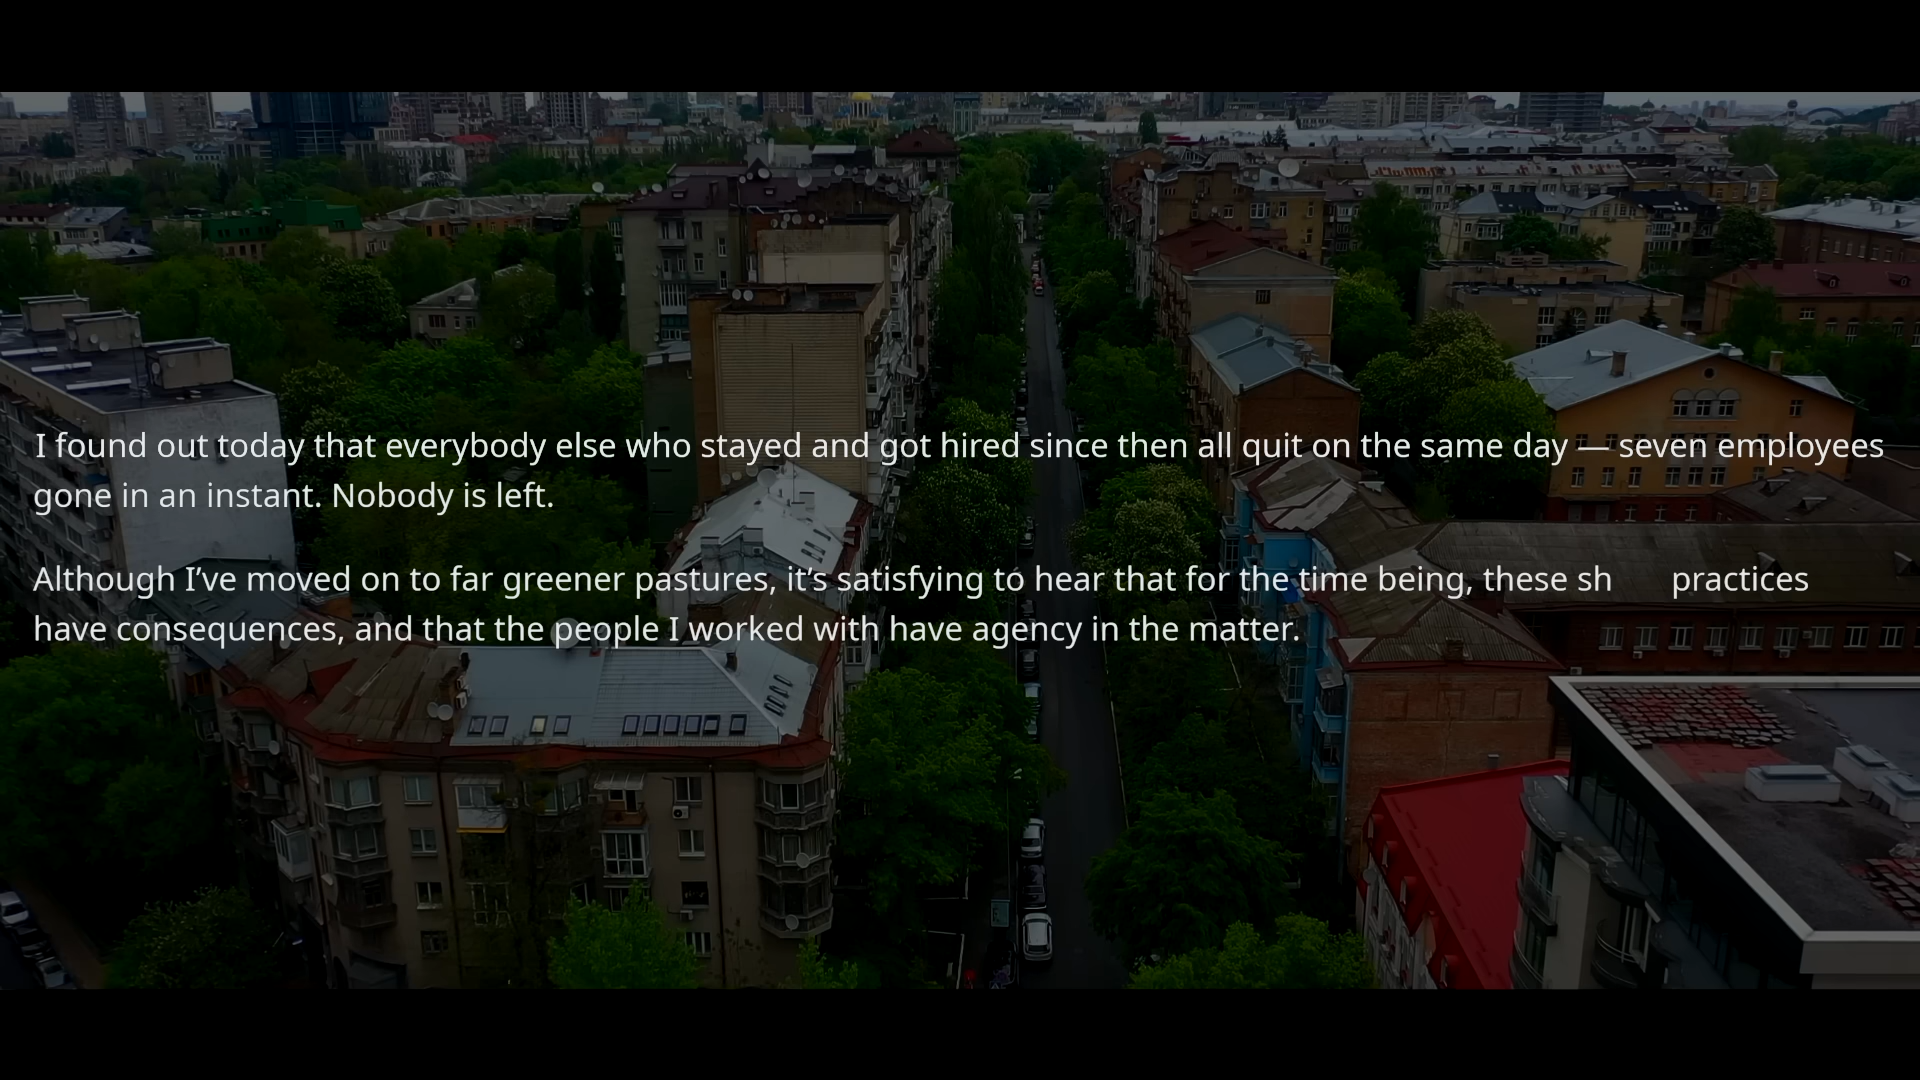 I found out today that everybody else who stayed and got hired since then all quit on the same day — seven employees
gone in an instant. Nobody is left.
Although I’ve moved on to far greener pastures, it’s satisfying to hear that for the time being, these sh practices
have consequences, and that the people I worked with have agency in the matter.